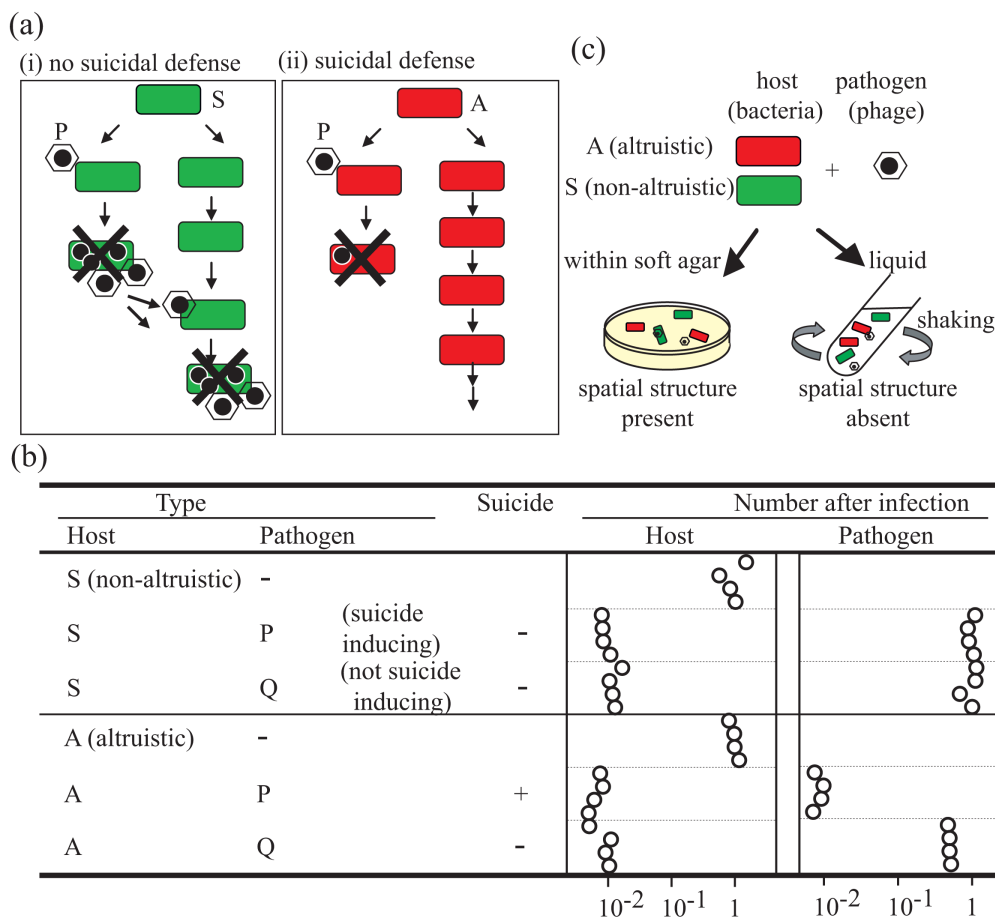 (a)
(i) no suicidal defense
(ii) suicidal defense
S
P
A
P
(c)
host
(bacteria)
pathogen
(phage)
A (altruistic)
S (non-altruistic)
+
within soft agar
liquid
shaking
spatial structure
present
spatial structure
absent
(b)
Type Suicide Number after infection
Host Pathogen Host Pathogen
S (non-altruistic) -
S P (suicide inducing) -
S Q (not suicide inducing) -
A (altruistic) -
A P +
A Q -
10-2 10-1 1 10-2 10-1 1